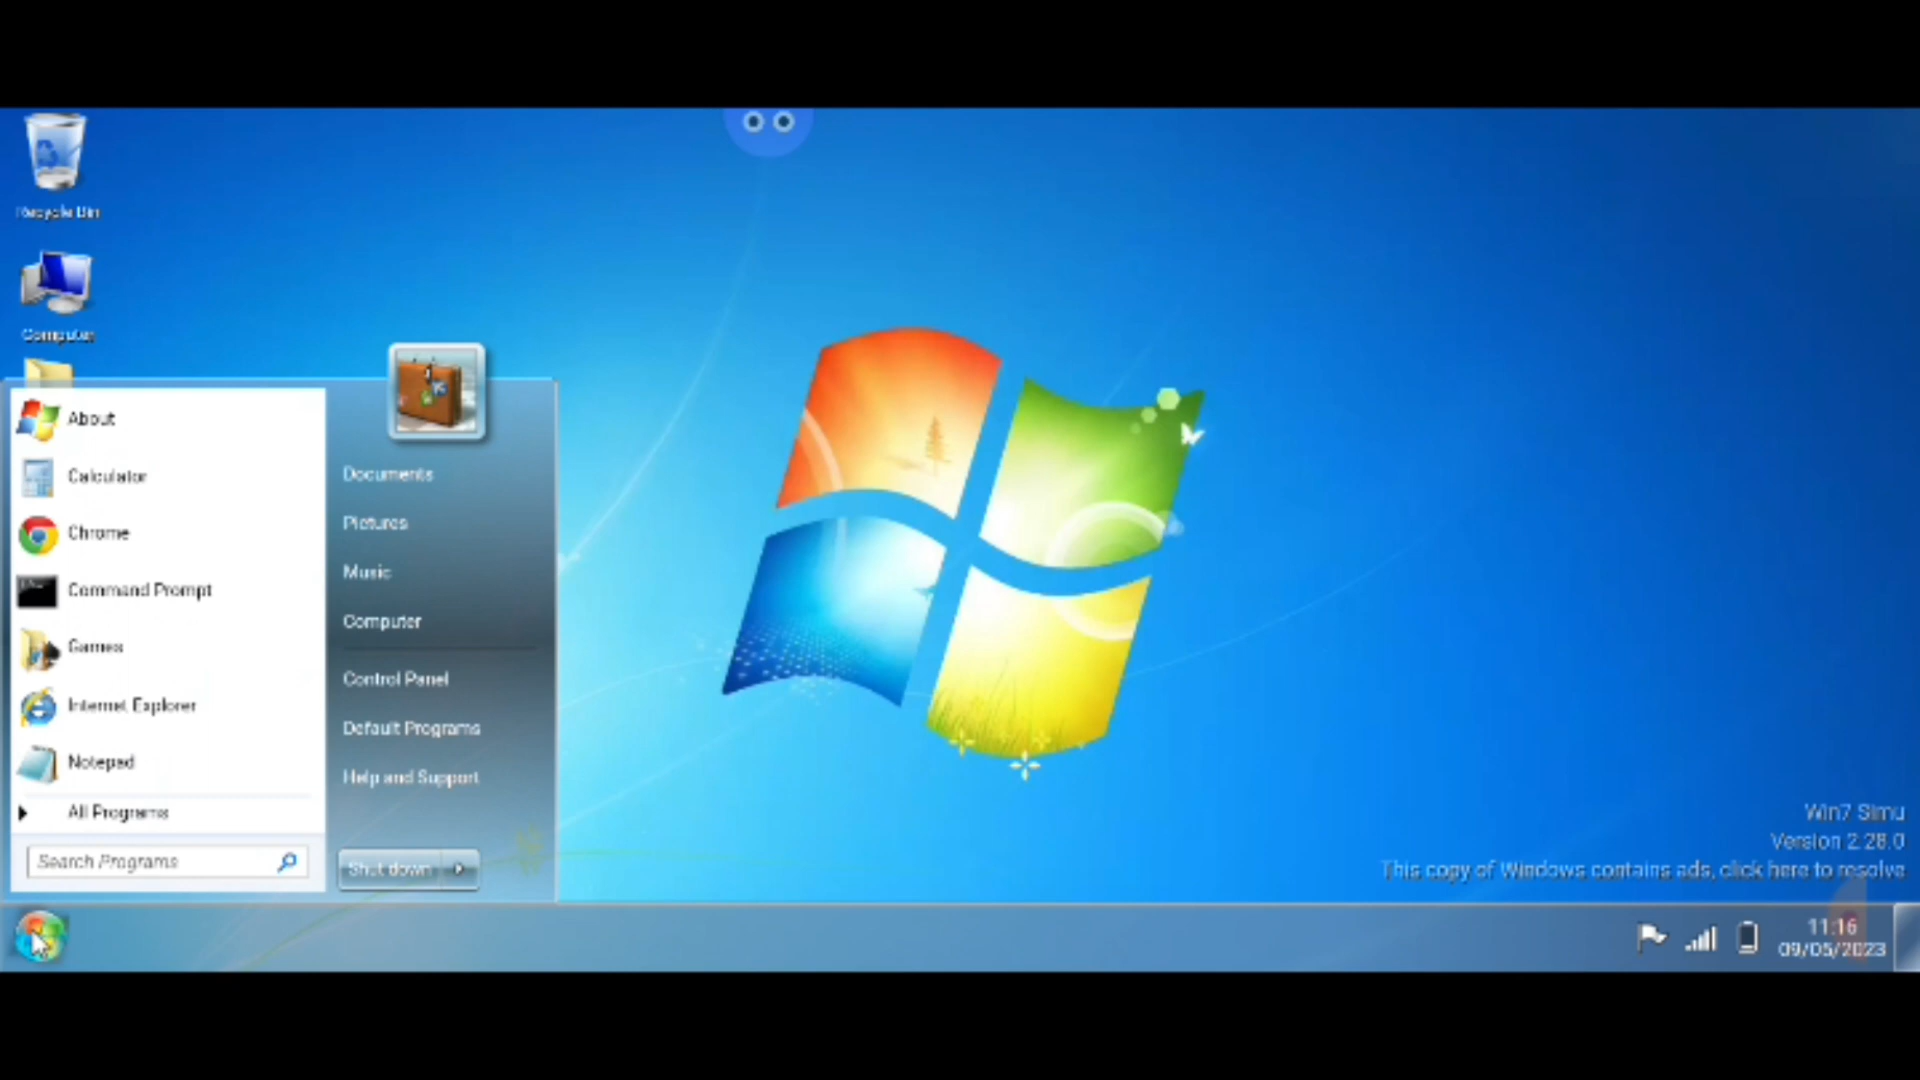 Recycle Bin
Computer
About
Calculator
Chrome
Command Prompt
Games
Internet Explorer
Notepad
All Programs
Search Programs
Documents
Pictures
Music
Computer
Control Panel
Default Programs
Help and Support
Shut down
Win7 Simu
Version 2.28.0
This copy of Windows contains ads, click here to resolve
11:16
09/05/2023